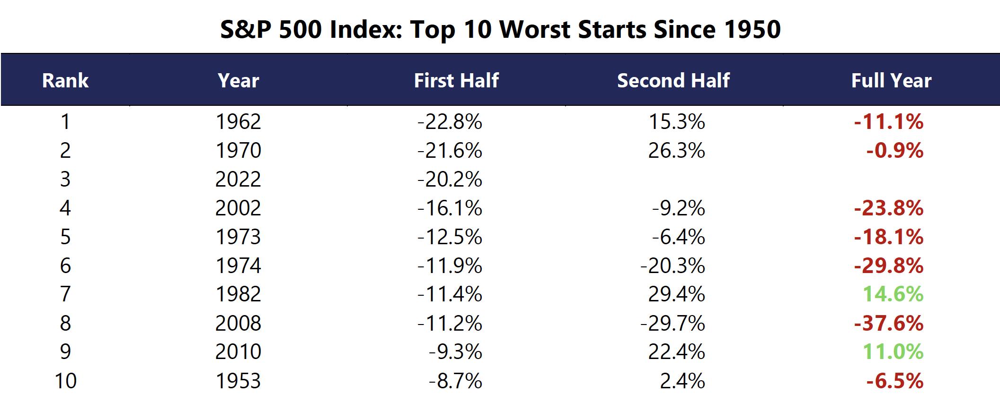 S&P 500 Index: Top 10 Worst Starts Since 1950
Rank Year First Half Second Half Full Year
1 1962 -22.8% 15.3% -11.1%
2 1970 -21.6% 26.3% -0.9%
3 2022 -20.2%
4 2002 -16.1% -9.2% -23.8%
5 1973 -12.5% -6.4% -18.1%
6 1974 -11.9% -20.3% -29.8%
7 1982 -11.4% 29.4% 14.6%
8 2008 -11.2% -29.7% -37.6%
9 2010 -9.3% 22.4% 11.0%
10 1953 -8.7% 2.4% -6.5%